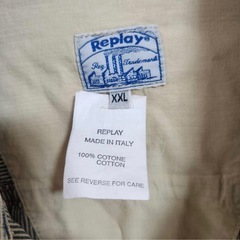 Replay®
Reg Trademark
XXL
REPLAY
MADE IN ITALY
100% COTONE
COTTON
SEE REVERSE FOR CARE